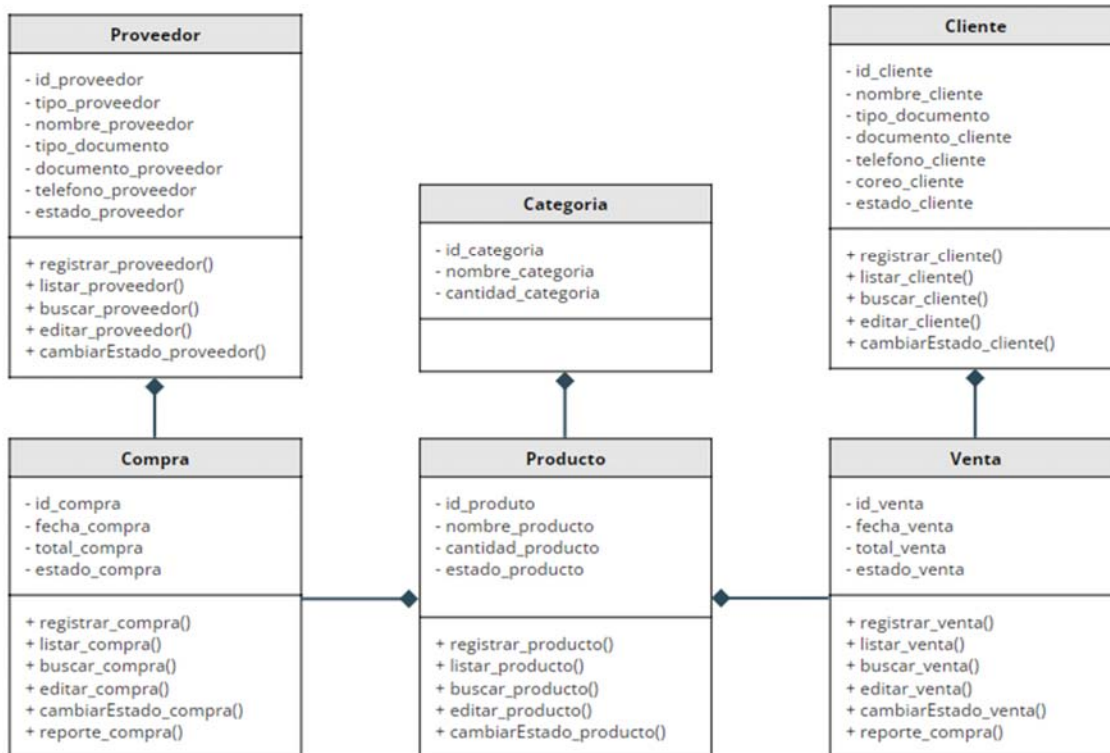 Proveedor
- id_proveedor
- tipo_proveedor
- nombre_proveedor
- tipo_documento
- documento_proveedor
- telefono_proveedor
- estado_proveedor
+ registrar_proveedor()
+ listar_proveedor()
+ buscar_proveedor()
+ editar_proveedor()
+ cambiarEstado_proveedor()
Categoria
- id_categoria
- nombre_categoria
- cantidad_categoria
Cliente
- id_cliente
- nombre_cliente
- tipo_documento
- documento_cliente
- telefono_cliente
- coreo_cliente
- estado_cliente
+ registrar_cliente()
+ listar_cliente()
+ buscar_cliente()
+ editar_cliente()
+ cambiarEstado_cliente()
Compra
- id_compra
- fecha_compra
- total_compra
- estado_compra
+ registrar_compra()
+ listar_compra()
+ buscar_compra()
+ editar_compra()
+ cambiarEstado_compra()
+ reporte_compra()
Producto
- id_produto
- nombre_producto
- cantidad_producto
- estado_producto
+ registrar_producto()
+ listar_producto()
+ buscar_producto()
+ editar_producto()
+ cambiarEstado_producto()
Venta
- id_venta
- fecha_venta
- total_venta
- estado_venta
+ registrar_venta()
+ listar_venta()
+ buscar_venta()
+ editar_venta()
+ cambiarEstado_venta()
+ reporte_compra()